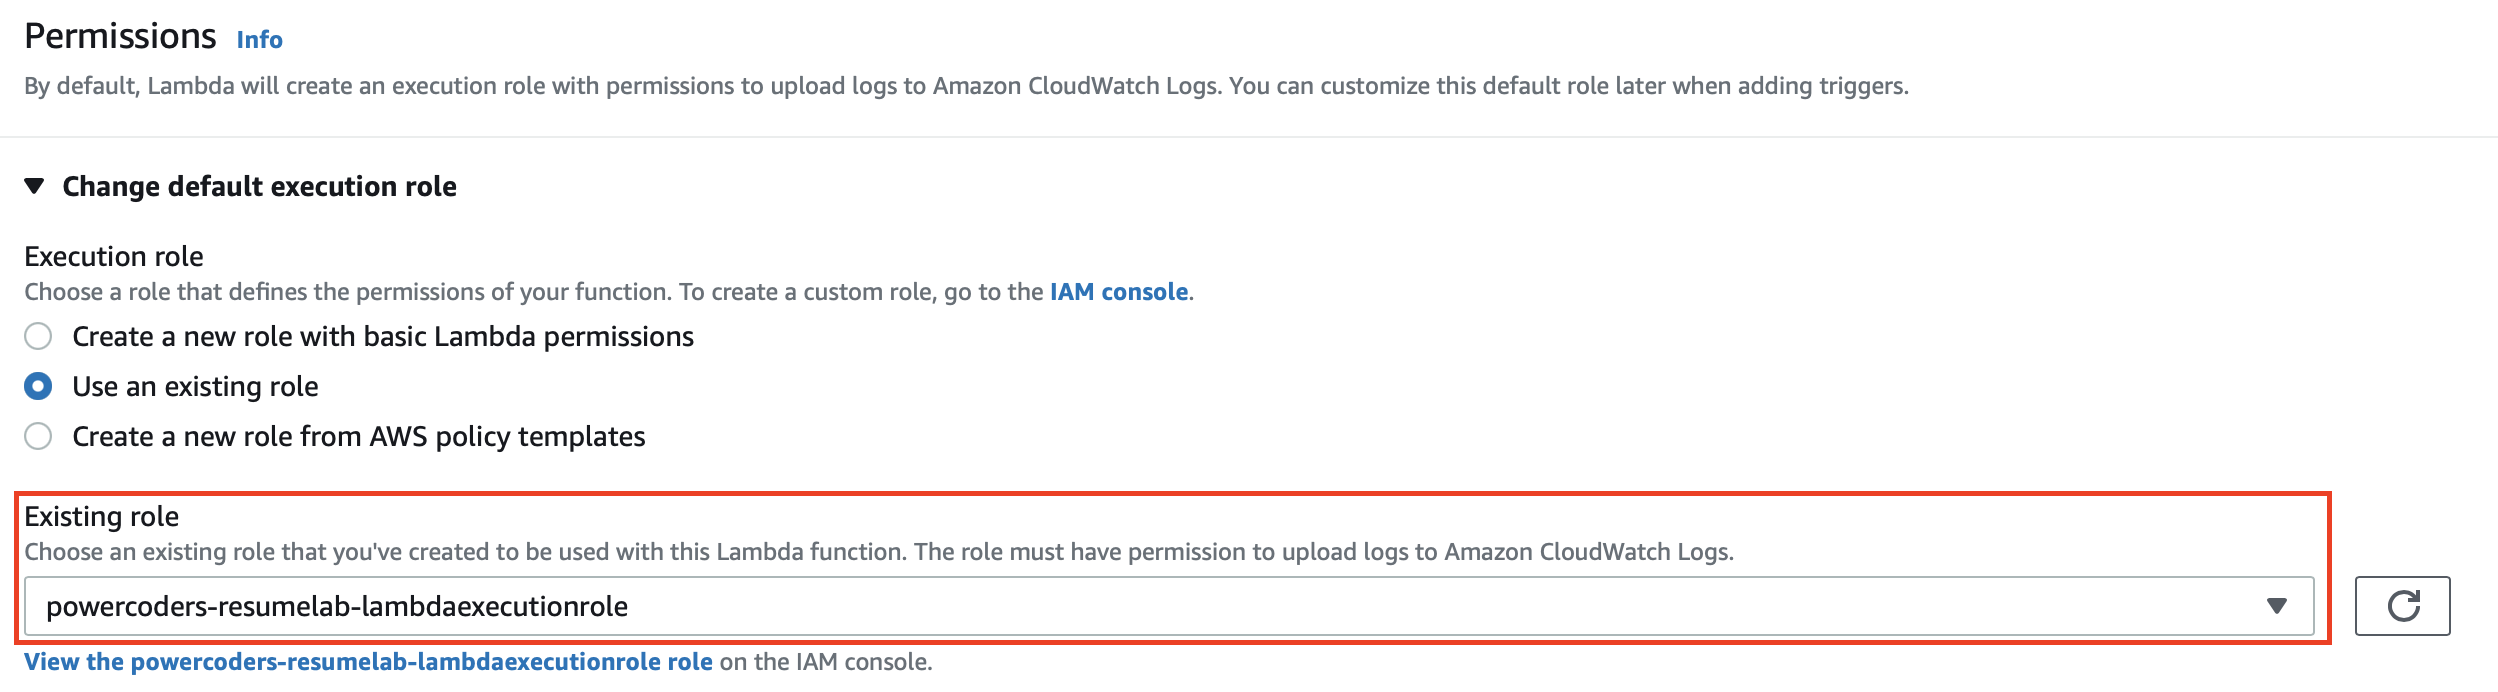 Permissions Info
By default, Lambda will create an execution role with permissions to upload logs to Amazon CloudWatch Logs. You can customize this default role later when adding triggers.
Change default execution role
Execution role
Choose a role that defines the permissions of your function. To create a custom role, go to the IAM console.
Create a new role with basic Lambda permissions
Use an existing role
Create a new role from AWS policy templates
Existing role
Choose an existing role that you've created to be used with this Lambda function. The role must have permission to upload logs to Amazon CloudWatch Logs.
powercoders-resumelab-lambdaexecutionrole
View the powercoders-resumelab-lambdaexecutionrole role on the IAM console.